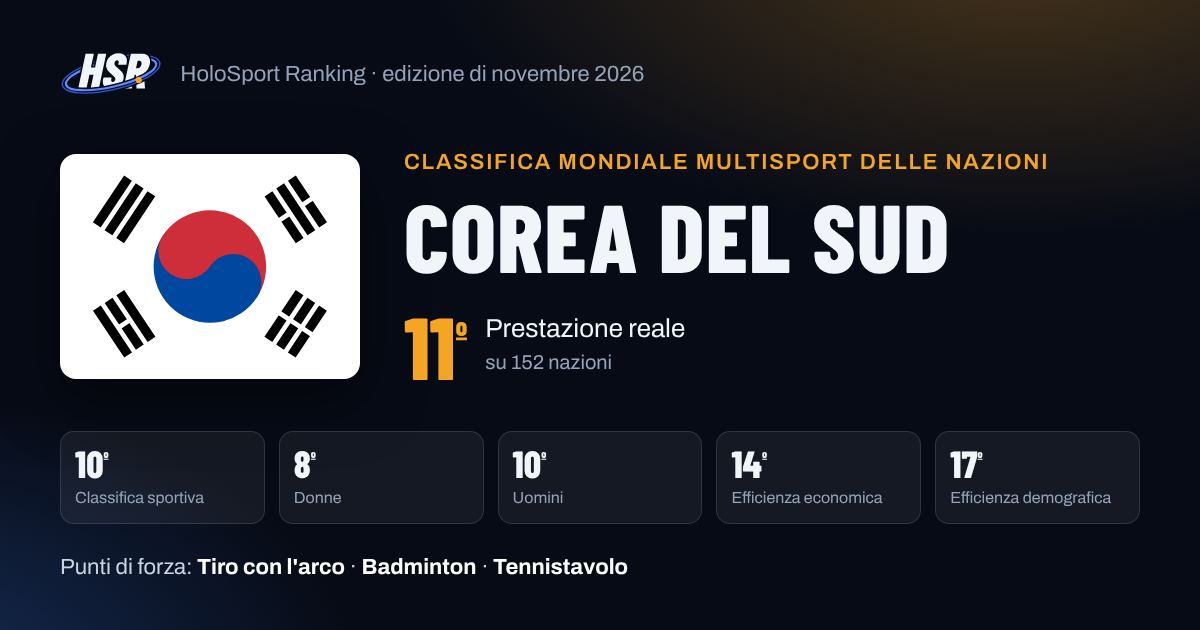 HSR
HoloSport Ranking · edizione di novembre 2026
CLASSIFICA MONDIALE MULTISPORT DELLE NAZIONI
COREA DEL SUD
11º Prestazione reale
su 152 nazioni
10º
Classifica sportiva
8º
Donne
10º
Uomini
14º
Efficienza economica
17º
Efficienza demografica
Punti di forza: Tiro con l'arco · Badminton · Tennistavolo